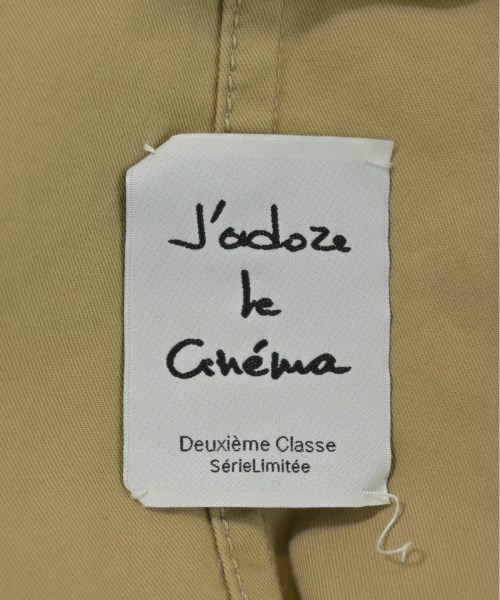 J'adore
le
Cinéma
Deuxième Classe
SérieLimitée